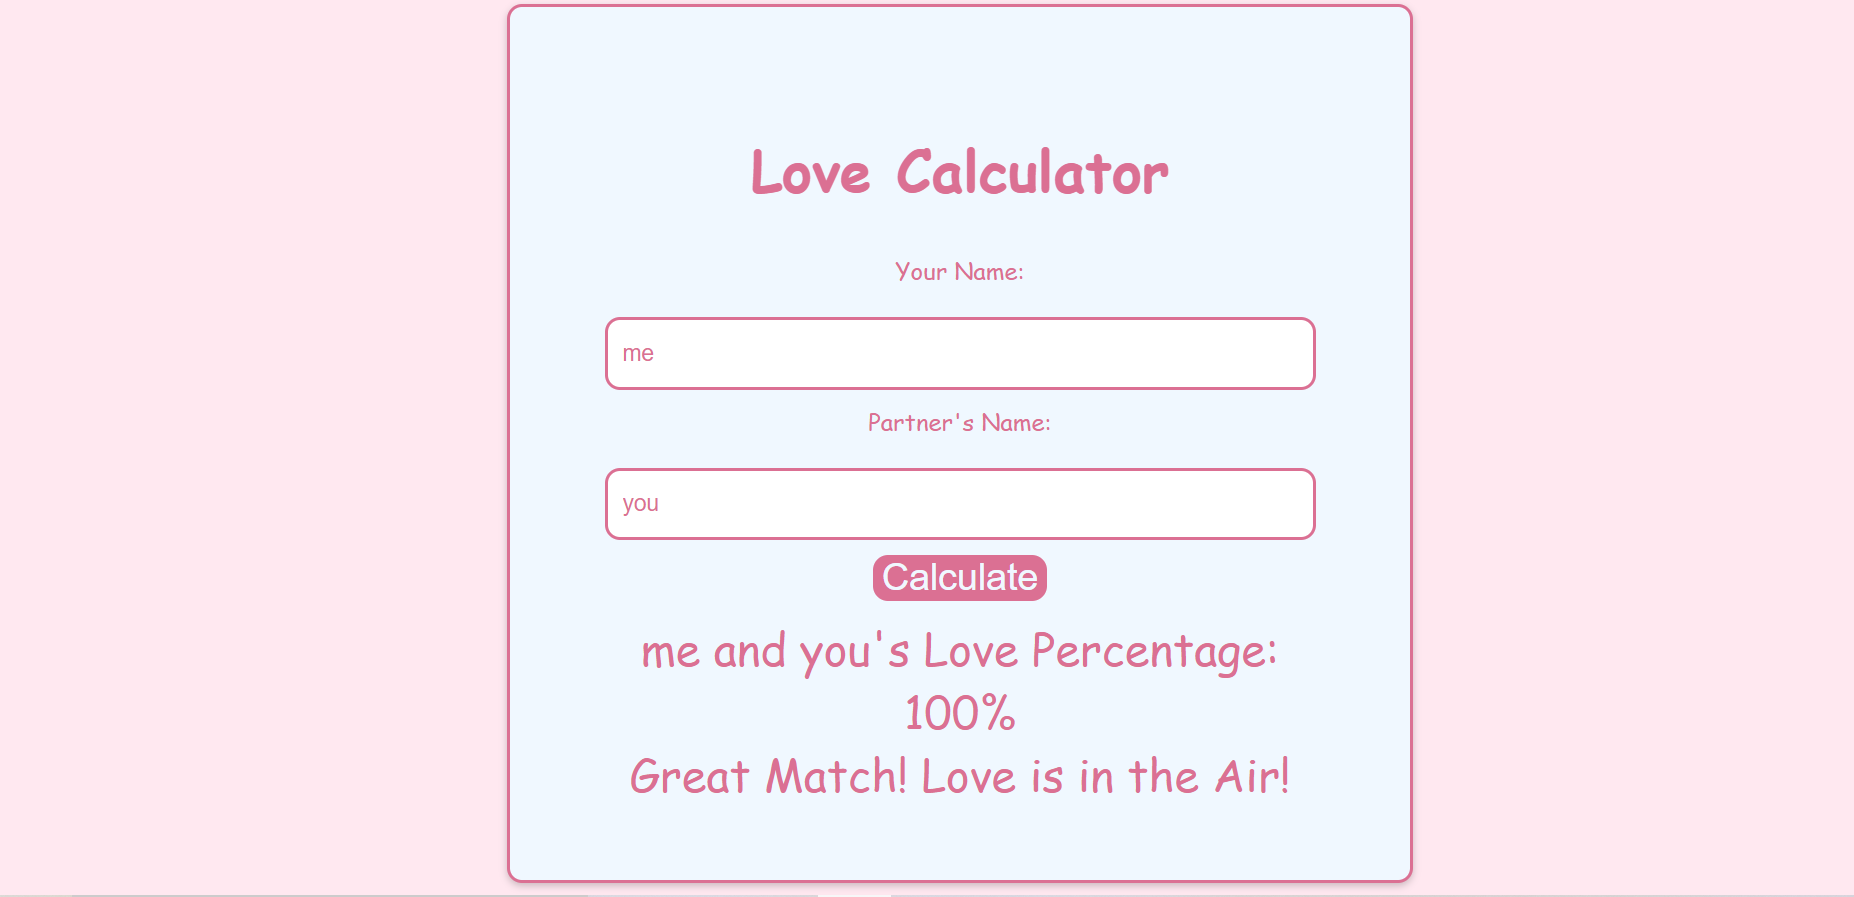 Love Calculator
Your Name:
me
Partner's Name:
you
Calculate
me and you's Love Percentage:
100%
Great Match! Love is in the Air!